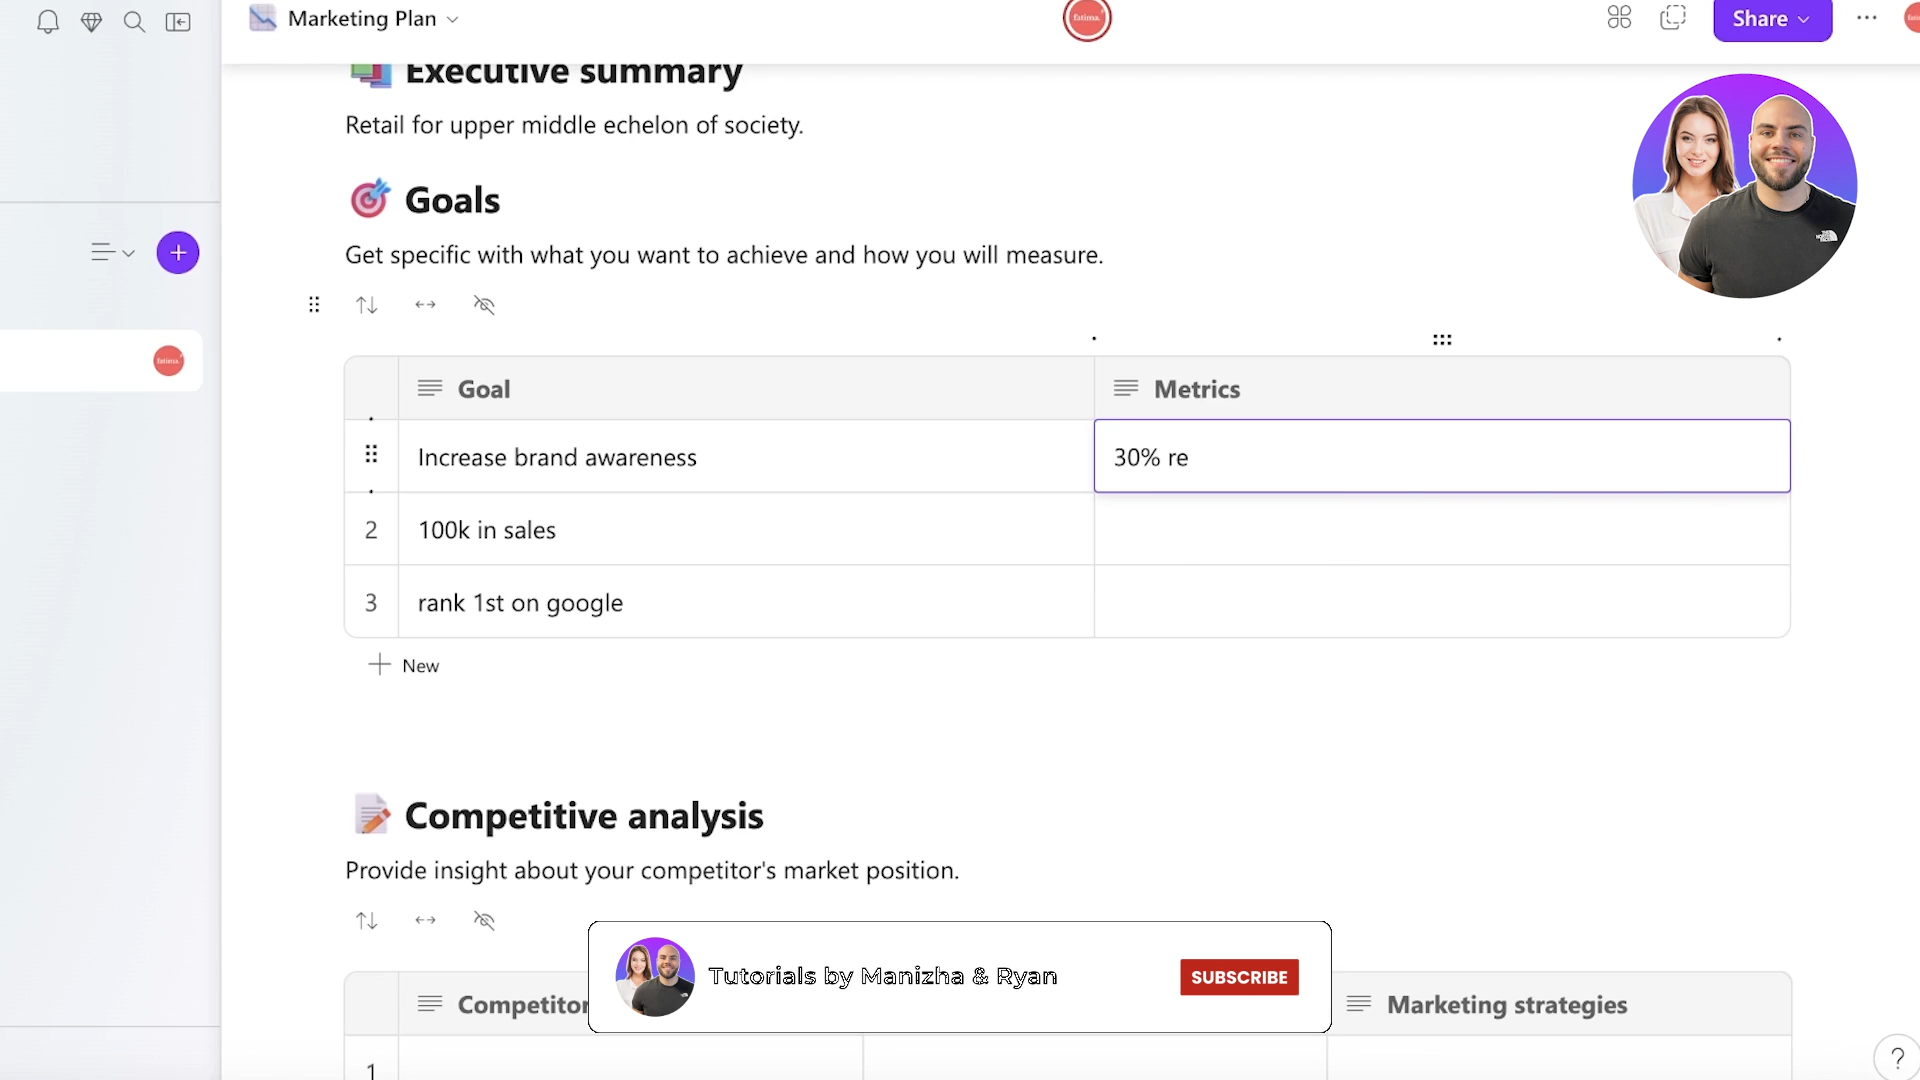 Marketing Plan
fatima.
Share
Executive summary
Retail for upper middle echelon of society.
Goals
Get specific with what you want to achieve and how you will measure.
fatima.
Goal
Metrics
Increase brand awareness
30% re
2
100k in sales
3
rank 1st on google
New
Competitive analysis
Provide insight about your competitor's market position.
Tutorials by Manizha & Ryan
SUBSCRIBE
Competitor
Marketing strategies
1
?